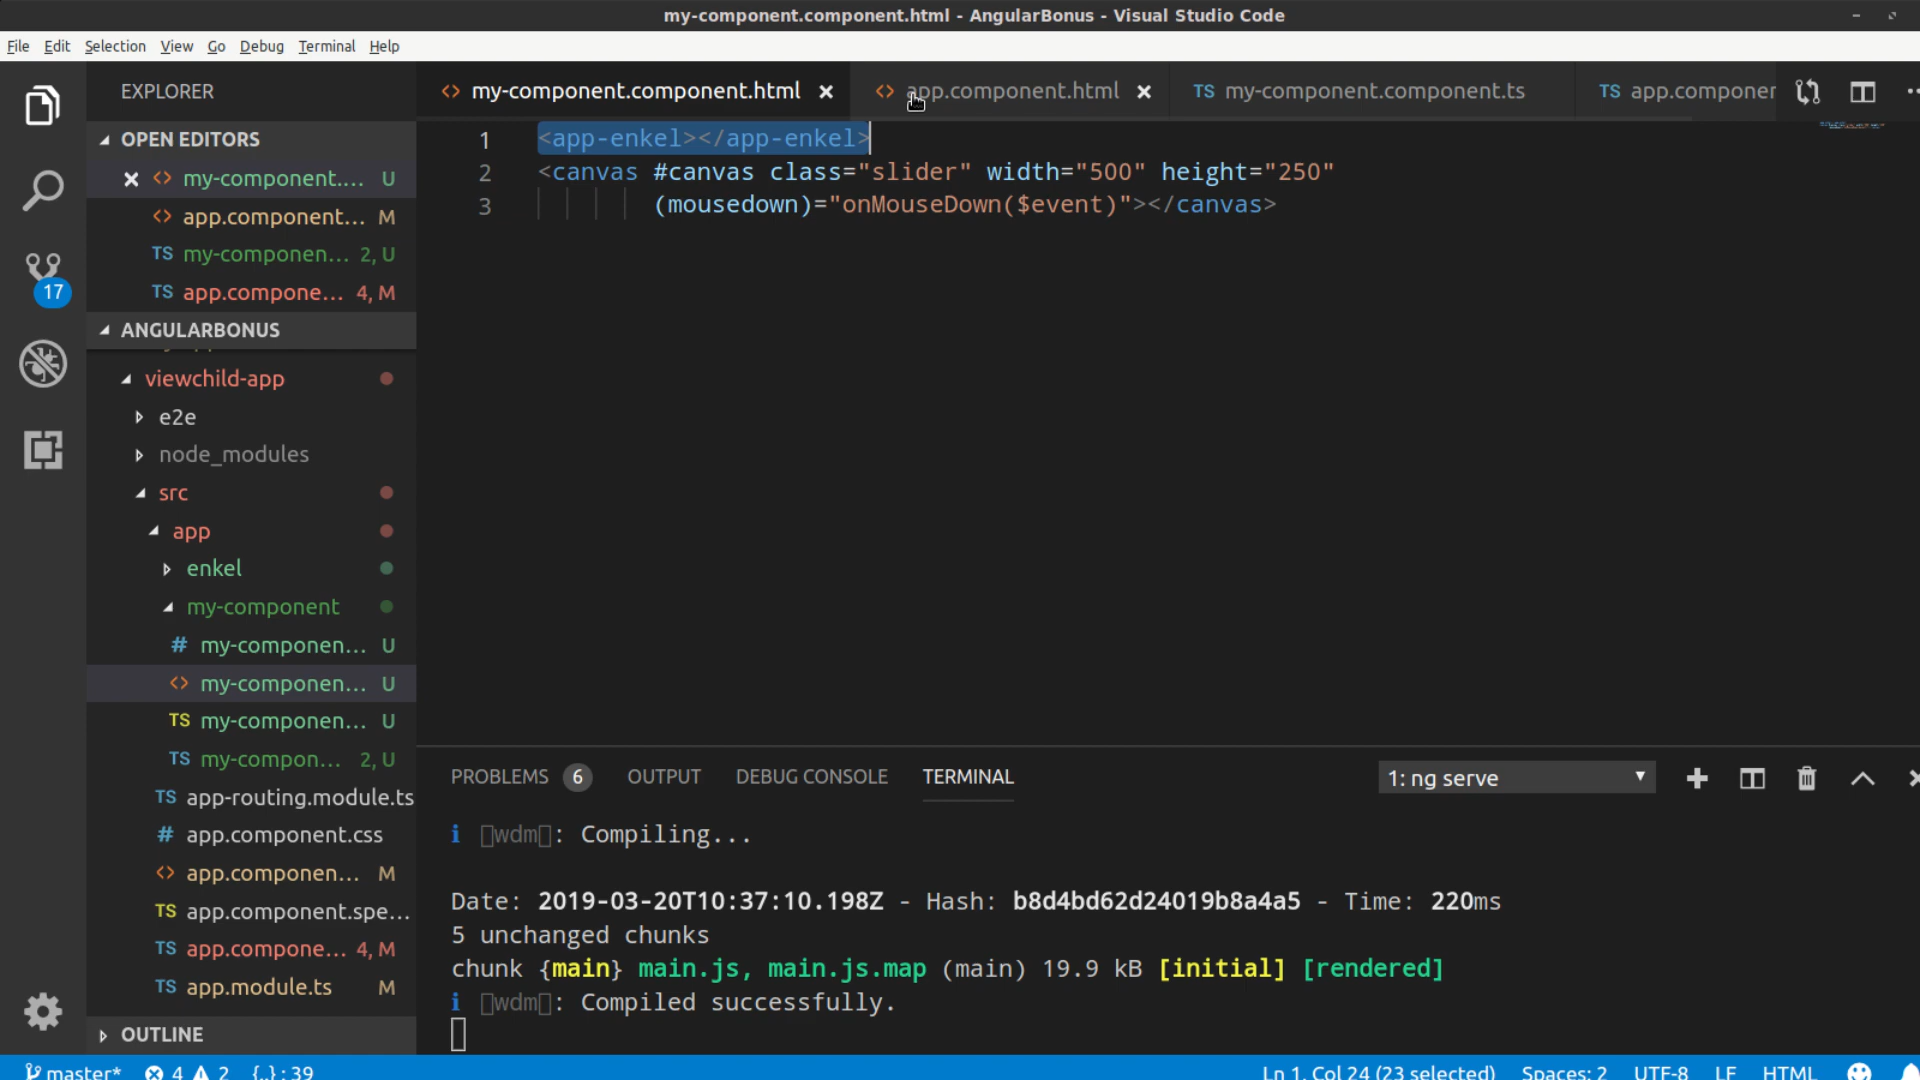 my-component.component.html - AngularBonus - Visual Studio Code
File Edit Selection View Go Debug Terminal Help
EXPLORER
OPEN EDITORS
my-component.... U
app.component... M
TS my-componen... 2, U
TS app.compone... 4, M
ANGULARBONUS
viewchild-app
e2e
node_modules
src
app
enkel
my-component
# my-componen... U
<> my-componen... U
TS my-componen... U
TS my-compon... 2, U
TS app-routing.module.ts
# app.component.css
<> app.componen... M
TS app.component.spe...
TS app.compone... 4, M
TS app.module.ts M
OUTLINE
<> my-component.component.html <> app.component.html TS my-component.component.ts TS app.componer
1 <app-enkel></app-enkel>
2 <canvas #canvas class="slider" width="500" height="250"
3 (mousedown)="onMouseDown($event)"></canvas>
PROBLEMS 6 OUTPUT DEBUG CONSOLE TERMINAL 1: ng serve
i wdm: Compiling...
Date: 2019-03-20T10:37:10.198Z - Hash: b8d4bd62d24019b8a4a5 - Time: 220ms
5 unchanged chunks
chunk {main} main.js, main.js.map (main) 19.9 kB [initial] [rendered]
i wdm: Compiled successfully.
17
master* 4 2 {..} : 39 Ln 1, Col 24 (23 selected) Spaces: 2 UTF-8 LF HTML